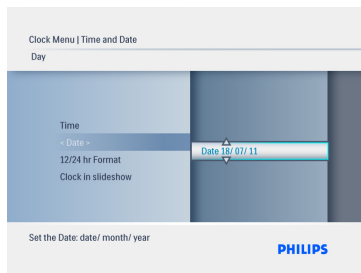 Clock Menu | Time and Date
Day
Time
< Date >
12/24 hr Format
Clock in slideshow
Date 18/ 07/ 11
Set the Date: date/ month/ year
PHILIPS